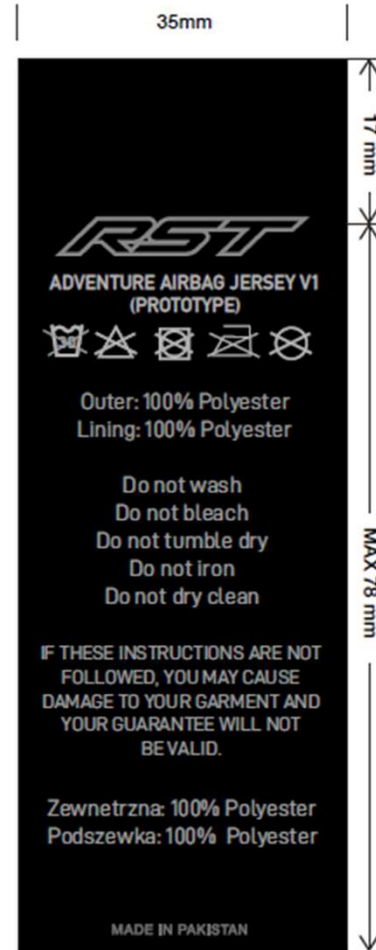 35mm
17 mm
RST
ADVENTURE AIRBAG JERSEY V1
(PROTOTYPE)
30
Outer: 100% Polyester
Lining: 100% Polyester
Do not wash
Do not bleach
Do not tumble dry
Do not iron
Do not dry clean
MAX 78 mm
IF THESE INSTRUCTIONS ARE NOT
FOLLOWED, YOU MAY CAUSE
DAMAGE TO YOUR GARMENT AND
YOUR GUARANTEE WILL NOT
BE VALID.
Zewnetrzna: 100% Polyester
Podszewka: 100% Polyester
MADE IN PAKISTAN